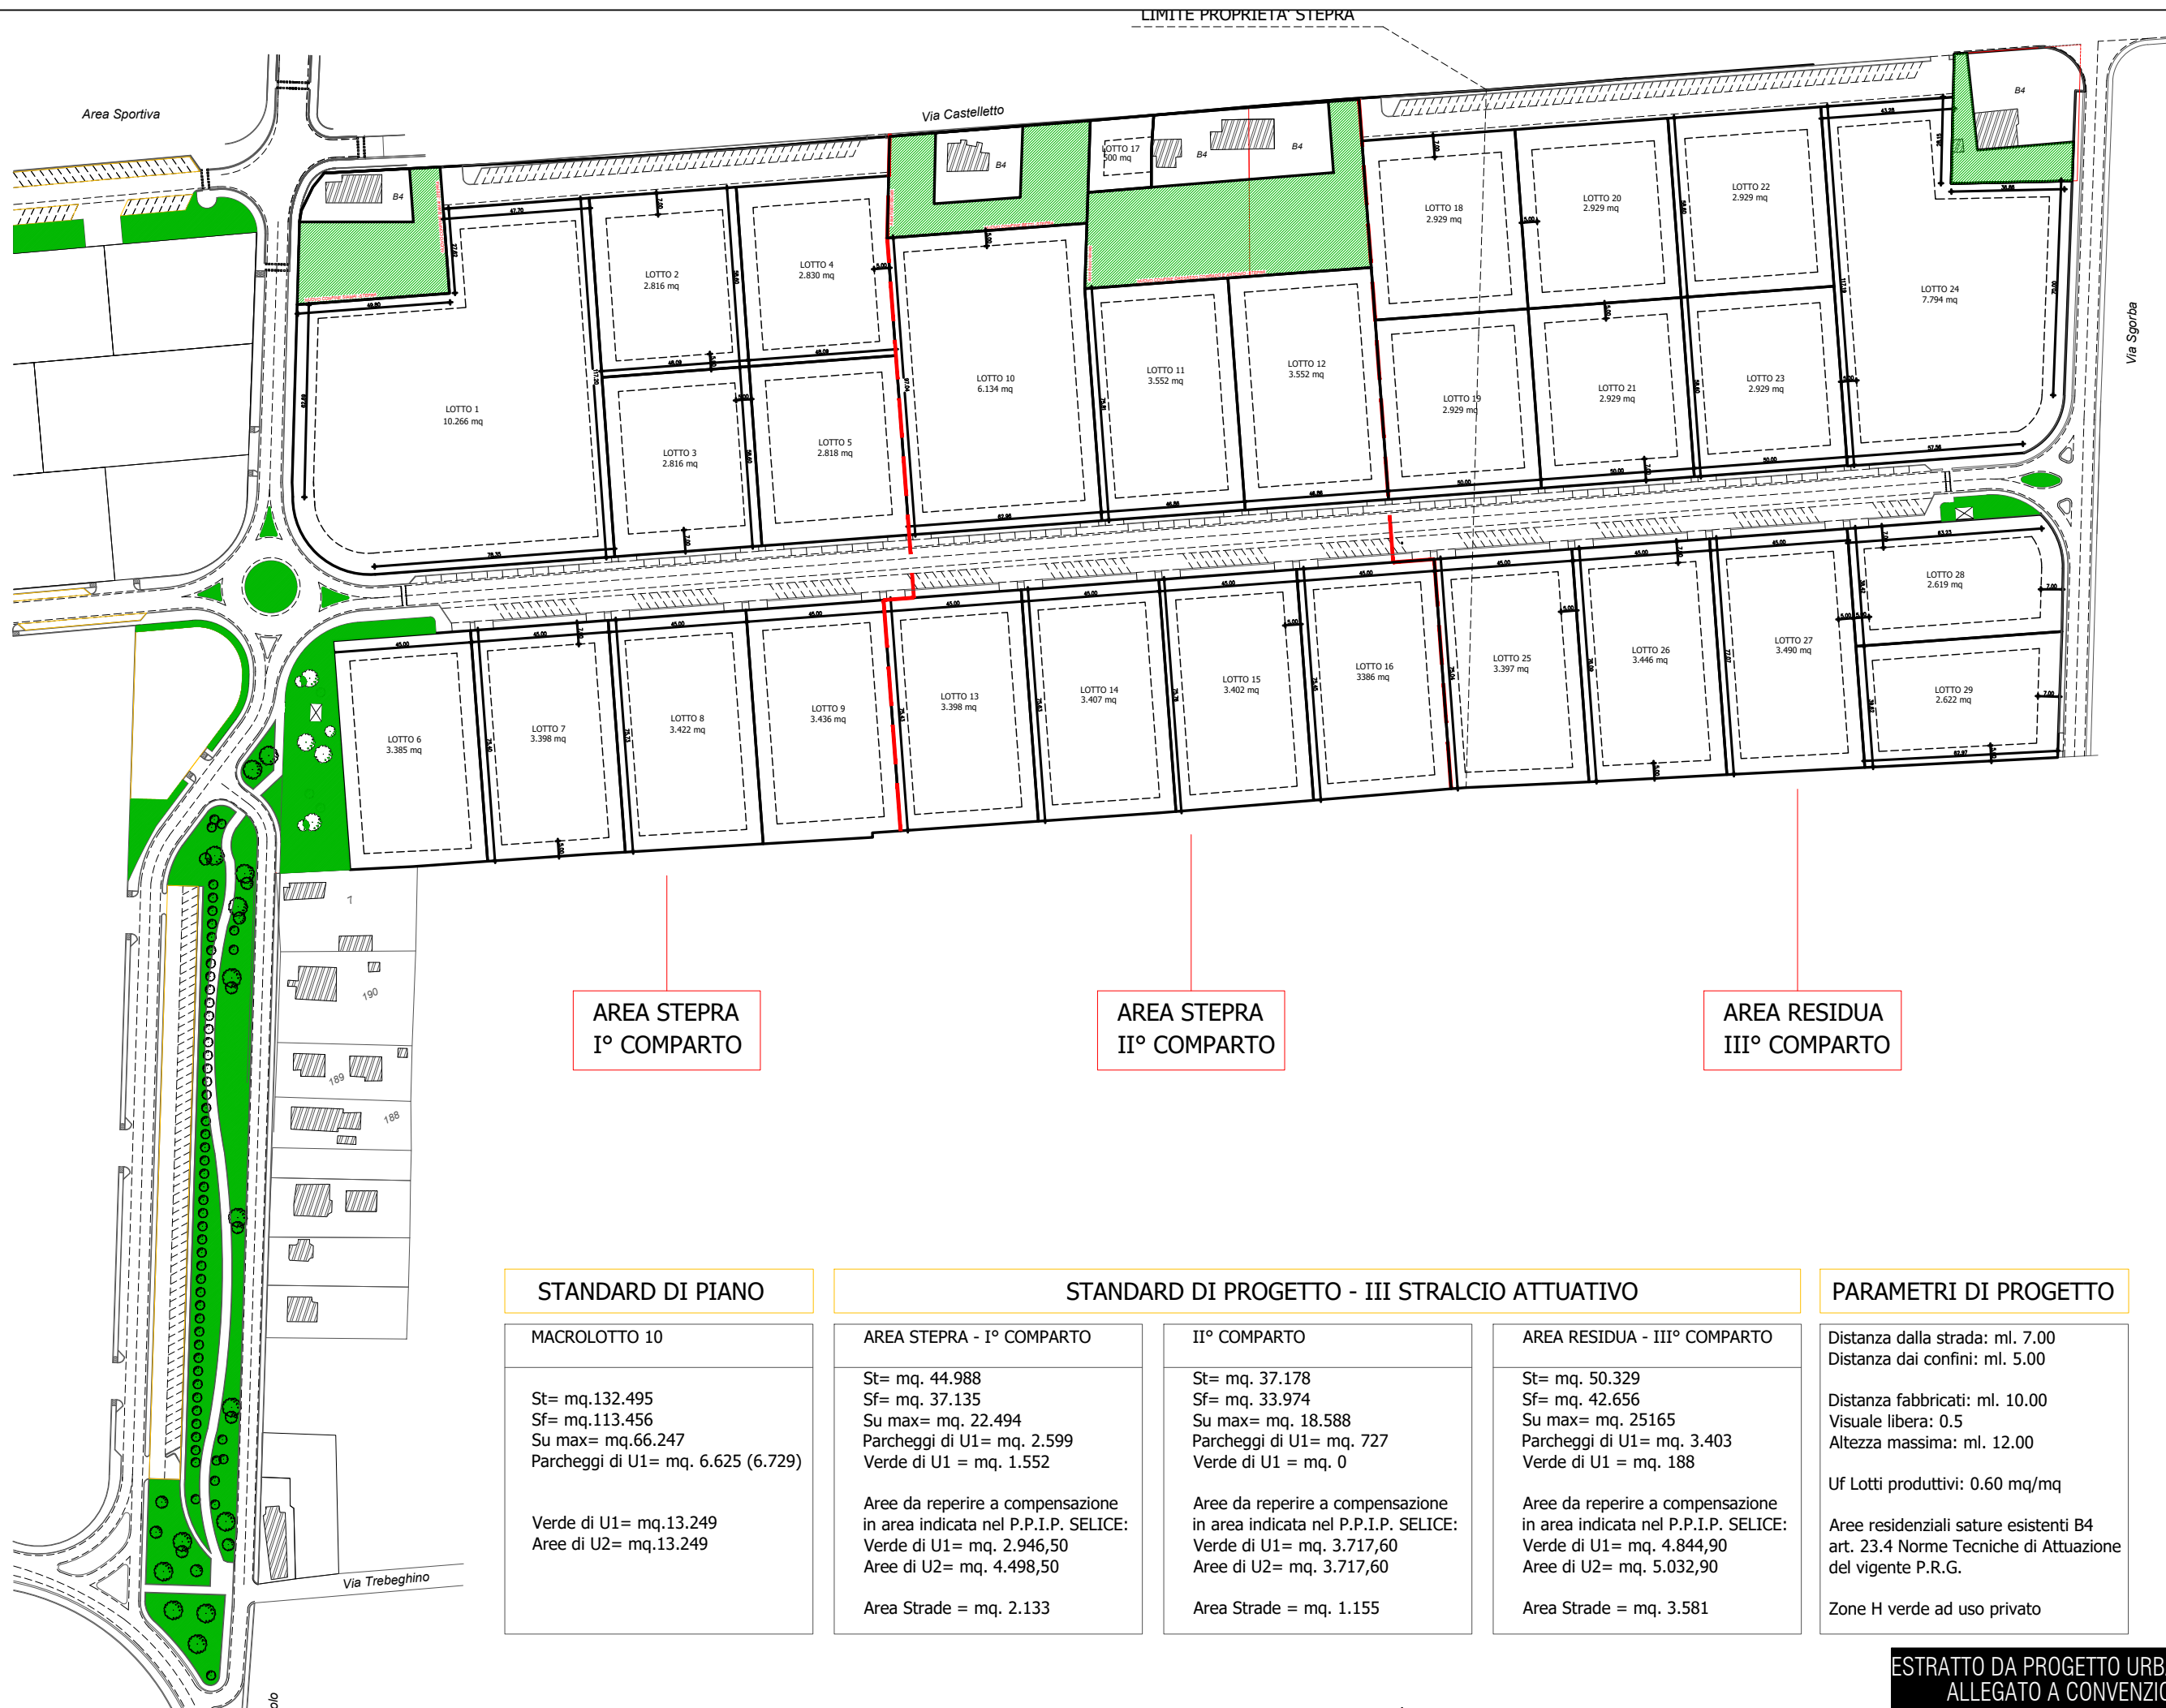 LIMITE PROPRIETA' STEPRA
Area Sportiva
Via Castelletto
Via Sgorba
B4
B4
B4
B4
B4
LOTTO 17
500 mq
LOTTO 1
10.266 mq
LOTTO 2
2.816 mq
LOTTO 3
2.816 mq
LOTTO 4
2.830 mq
LOTTO 5
2.818 mq
LOTTO 10
6.134 mq
LOTTO 11
3.552 mq
LOTTO 12
3.552 mq
LOTTO 18
2.929 mq
LOTTO 19
2.929 mq
LOTTO 20
2.929 mq
LOTTO 21
2.929 mq
LOTTO 22
2.929 mq
LOTTO 23
2.929 mq
LOTTO 24
7.794 mq
LOTTO 6
3.385 mq
LOTTO 7
3.398 mq
LOTTO 8
3.422 mq
LOTTO 9
3.436 mq
LOTTO 13
3.398 mq
LOTTO 14
3.407 mq
LOTTO 15
3.402 mq
LOTTO 16
3386 mq
LOTTO 25
3.397 mq
LOTTO 26
3.446 mq
LOTTO 27
3.490 mq
LOTTO 28
2.619 mq
LOTTO 29
2.622 mq
7
190
189
188
AREA STEPRA
I° COMPARTO
AREA STEPRA
II° COMPARTO
AREA RESIDUA
III° COMPARTO
STANDARD DI PIANO
MACROLOTTO 10
St= mq.132.495
Sf= mq.113.456
Su max= mq.66.247
Parcheggi di U1= mq. 6.625 (6.729)
Verde di U1= mq.13.249
Aree di U2= mq.13.249
STANDARD DI PROGETTO - III STRALCIO ATTUATIVO
AREA STEPRA - I° COMPARTO
St= mq. 44.988
Sf= mq. 37.135
Su max= mq. 22.494
Parcheggi di U1= mq. 2.599
Verde di U1 = mq. 1.552
Aree da reperire a compensazione
in area indicata nel P.P.I.P. SELICE:
Verde di U1= mq. 2.946,50
Aree di U2= mq. 4.498,50
Area Strade = mq. 2.133
II° COMPARTO
St= mq. 37.178
Sf= mq. 33.974
Su max= mq. 18.588
Parcheggi di U1= mq. 727
Verde di U1 = mq. 0
Aree da reperire a compensazione
in area indicata nel P.P.I.P. SELICE:
Verde di U1= mq. 3.717,60
Aree di U2= mq. 3.717,60
Area Strade = mq. 1.155
AREA RESIDUA - III° COMPARTO
St= mq. 50.329
Sf= mq. 42.656
Su max= mq. 25165
Parcheggi di U1= mq. 3.403
Verde di U1 = mq. 188
Aree da reperire a compensazione
in area indicata nel P.P.I.P. SELICE:
Verde di U1= mq. 4.844,90
Aree di U2= mq. 5.032,90
Area Strade = mq. 3.581
PARAMETRI DI PROGETTO
Distanza dalla strada: ml. 7.00
Distanza dai confini: ml. 5.00
Distanza fabbricati: ml. 10.00
Visuale libera: 0.5
Altezza massima: ml. 12.00
Uf Lotti produttivi: 0.60 mq/mq
Aree residenziali sature esistenti B4
art. 23.4 Norme Tecniche di Attuazione
del vigente P.R.G.
Zone H verde ad uso privato
Via Trebeghino
olo
ESTRATTO DA PROGETTO URB
ALLEGATO A CONVENZIO